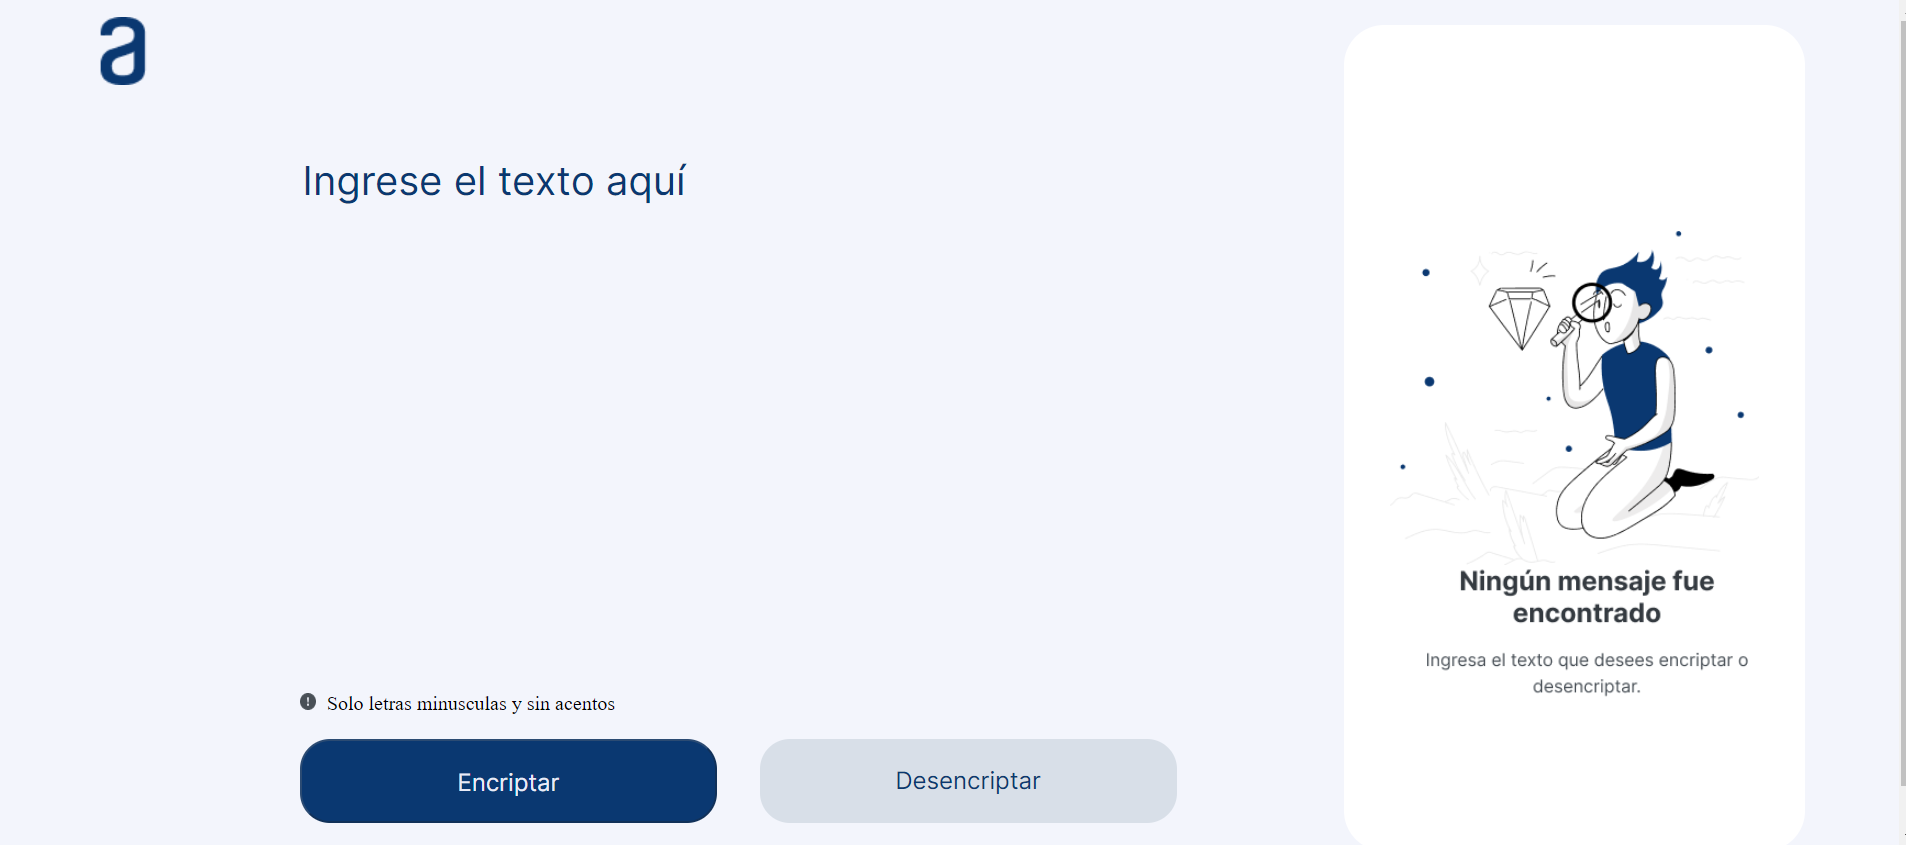 a
Ingrese el texto aquí
Solo letras minusculas y sin acentos
Encriptar
Desencriptar
Ningún mensaje fue
encontrado
Ingresa el texto que desees encriptar o
desencriptar.